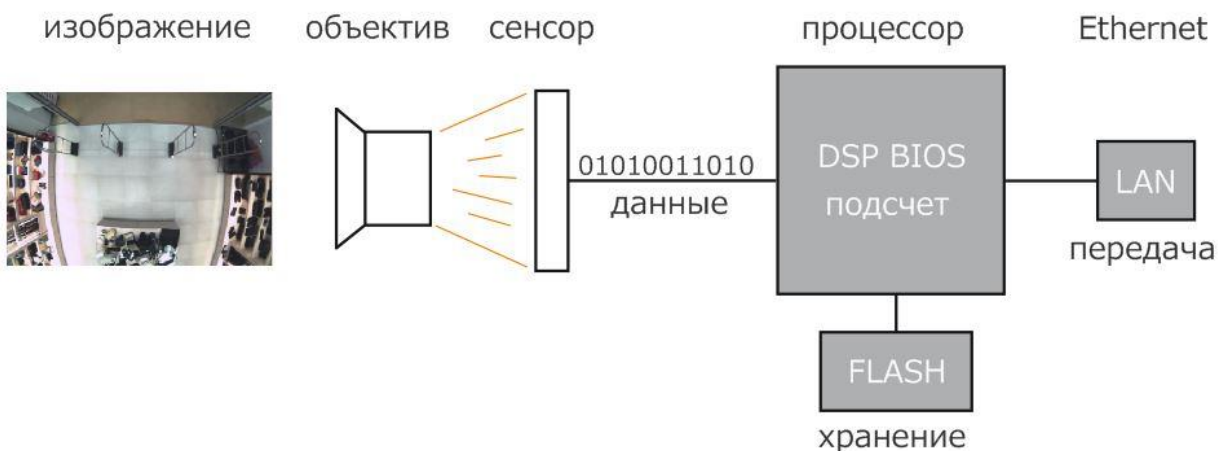 изображение
объектив
сенсор
процессор
Ethernet
01010011010
данные
DSP BIOS
подсчет
LAN
передача
FLASH
хранение